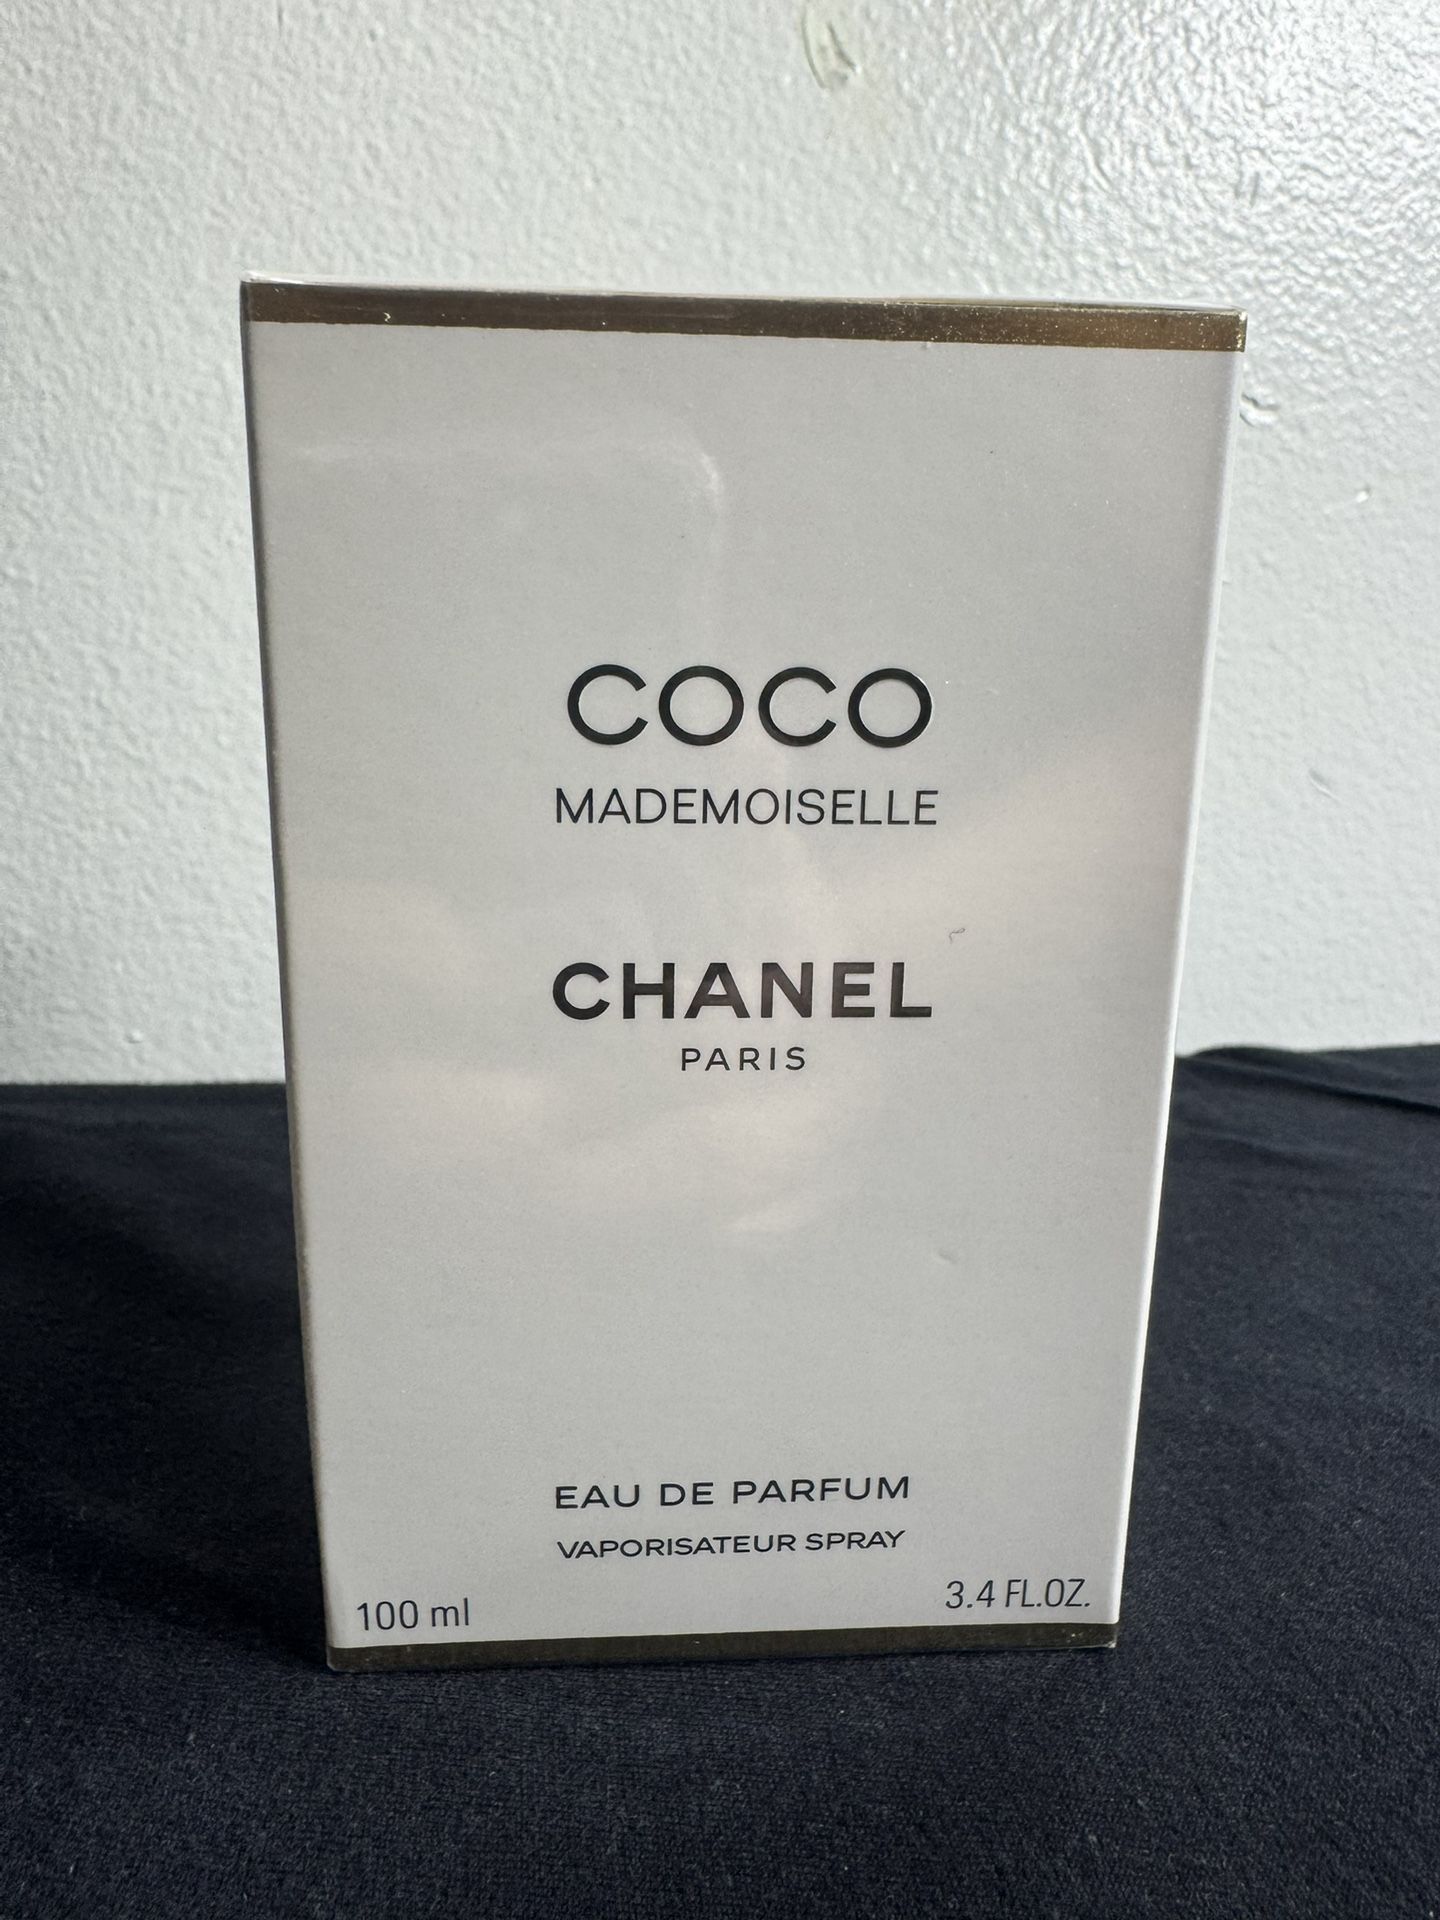 COCO
MADEMOISELLE
CHANEL
PARIS
EAU DE PARFUM
VAPORISATEUR SPRAY
100 ml
3.4 FL.OZ.